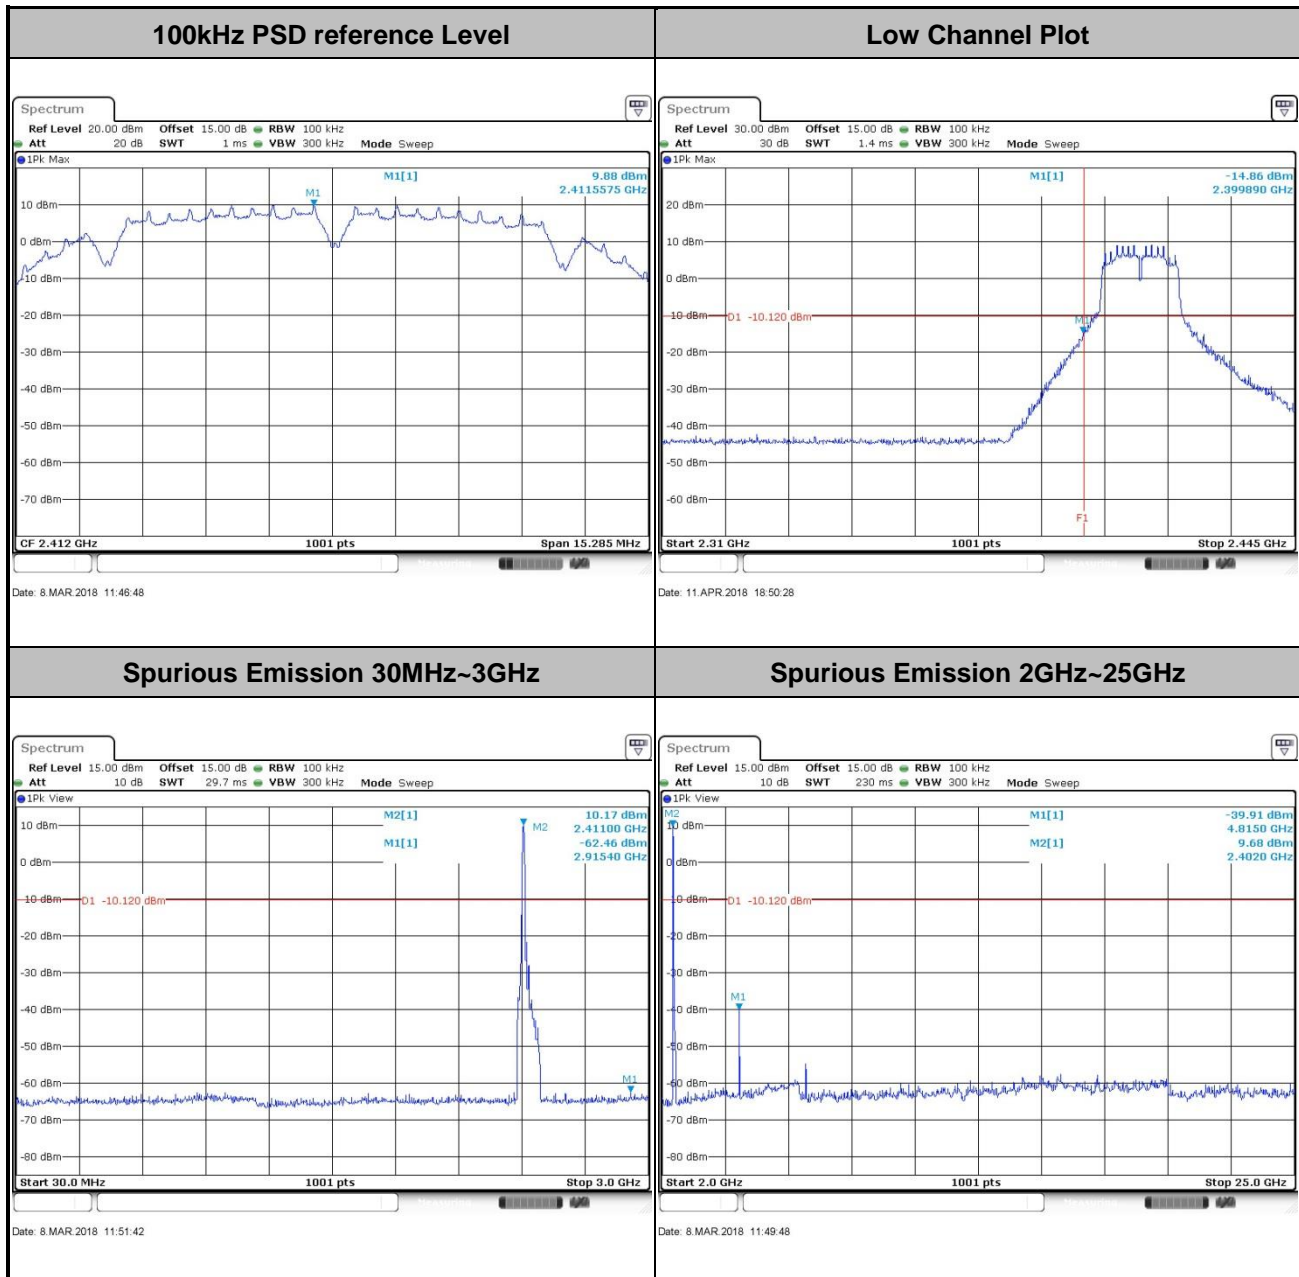 100kHz PSD reference Level
Low Channel Plot
Spectrum
Ref Level 20.00 dBm Offset 15.00 dB RBW 100 kHz
Att 20 dB SWT 1 ms VBW 300 kHz Mode Sweep
1Pk Max
M1[1] 9.88 dBm
2.4115575 GHz
M1
10 dBm
0 dBm
-10 dBm
-20 dBm
-30 dBm
-40 dBm
-50 dBm
-60 dBm
-70 dBm
CF 2.412 GHz 1001 pts Span 15.285 MHz
Date: 8.MAR.2018 11:46:48
Spectrum
Ref Level 30.00 dBm Offset 15.00 dB RBW 100 kHz
Att 30 dB SWT 1.4 ms VBW 300 kHz Mode Sweep
1Pk Max
M1[1] -14.86 dBm
2.399890 GHz
20 dBm
10 dBm
0 dBm
-10 dBm D1 -10.120 dBm
M1
-20 dBm
-30 dBm
-40 dBm
-50 dBm
-60 dBm
F1
Start 2.31 GHz 1001 pts Stop 2.445 GHz
Date: 11.APR.2018 18:50:28
Spurious Emission 30MHz~3GHz
Spurious Emission 2GHz~25GHz
Spectrum
Ref Level 15.00 dBm Offset 15.00 dB RBW 100 kHz
Att 10 dB SWT 29.7 ms VBW 300 kHz Mode Sweep
1Pk View
M2[1] 10.17 dBm
2.41100 GHz
M1[1] -62.46 dBm
2.91540 GHz
M2
10 dBm
0 dBm
-10 dBm D1 -10.120 dBm
-20 dBm
-30 dBm
-40 dBm
-50 dBm
-60 dBm
M1
-70 dBm
-80 dBm
Start 30.0 MHz 1001 pts Stop 3.0 GHz
Date: 8.MAR.2018 11:51:42
Spectrum
Ref Level 15.00 dBm Offset 15.00 dB RBW 100 kHz
Att 10 dB SWT 230 ms VBW 300 kHz Mode Sweep
1Pk View
M1[1] -39.91 dBm
4.8150 GHz
M2[1] 9.68 dBm
2.4020 GHz
M2
10 dBm
0 dBm
-10 dBm D1 -10.120 dBm
-20 dBm
-30 dBm
M1
-40 dBm
-50 dBm
-60 dBm
-70 dBm
-80 dBm
Start 2.0 GHz 1001 pts Stop 25.0 GHz
Date: 8.MAR.2018 11:49:48